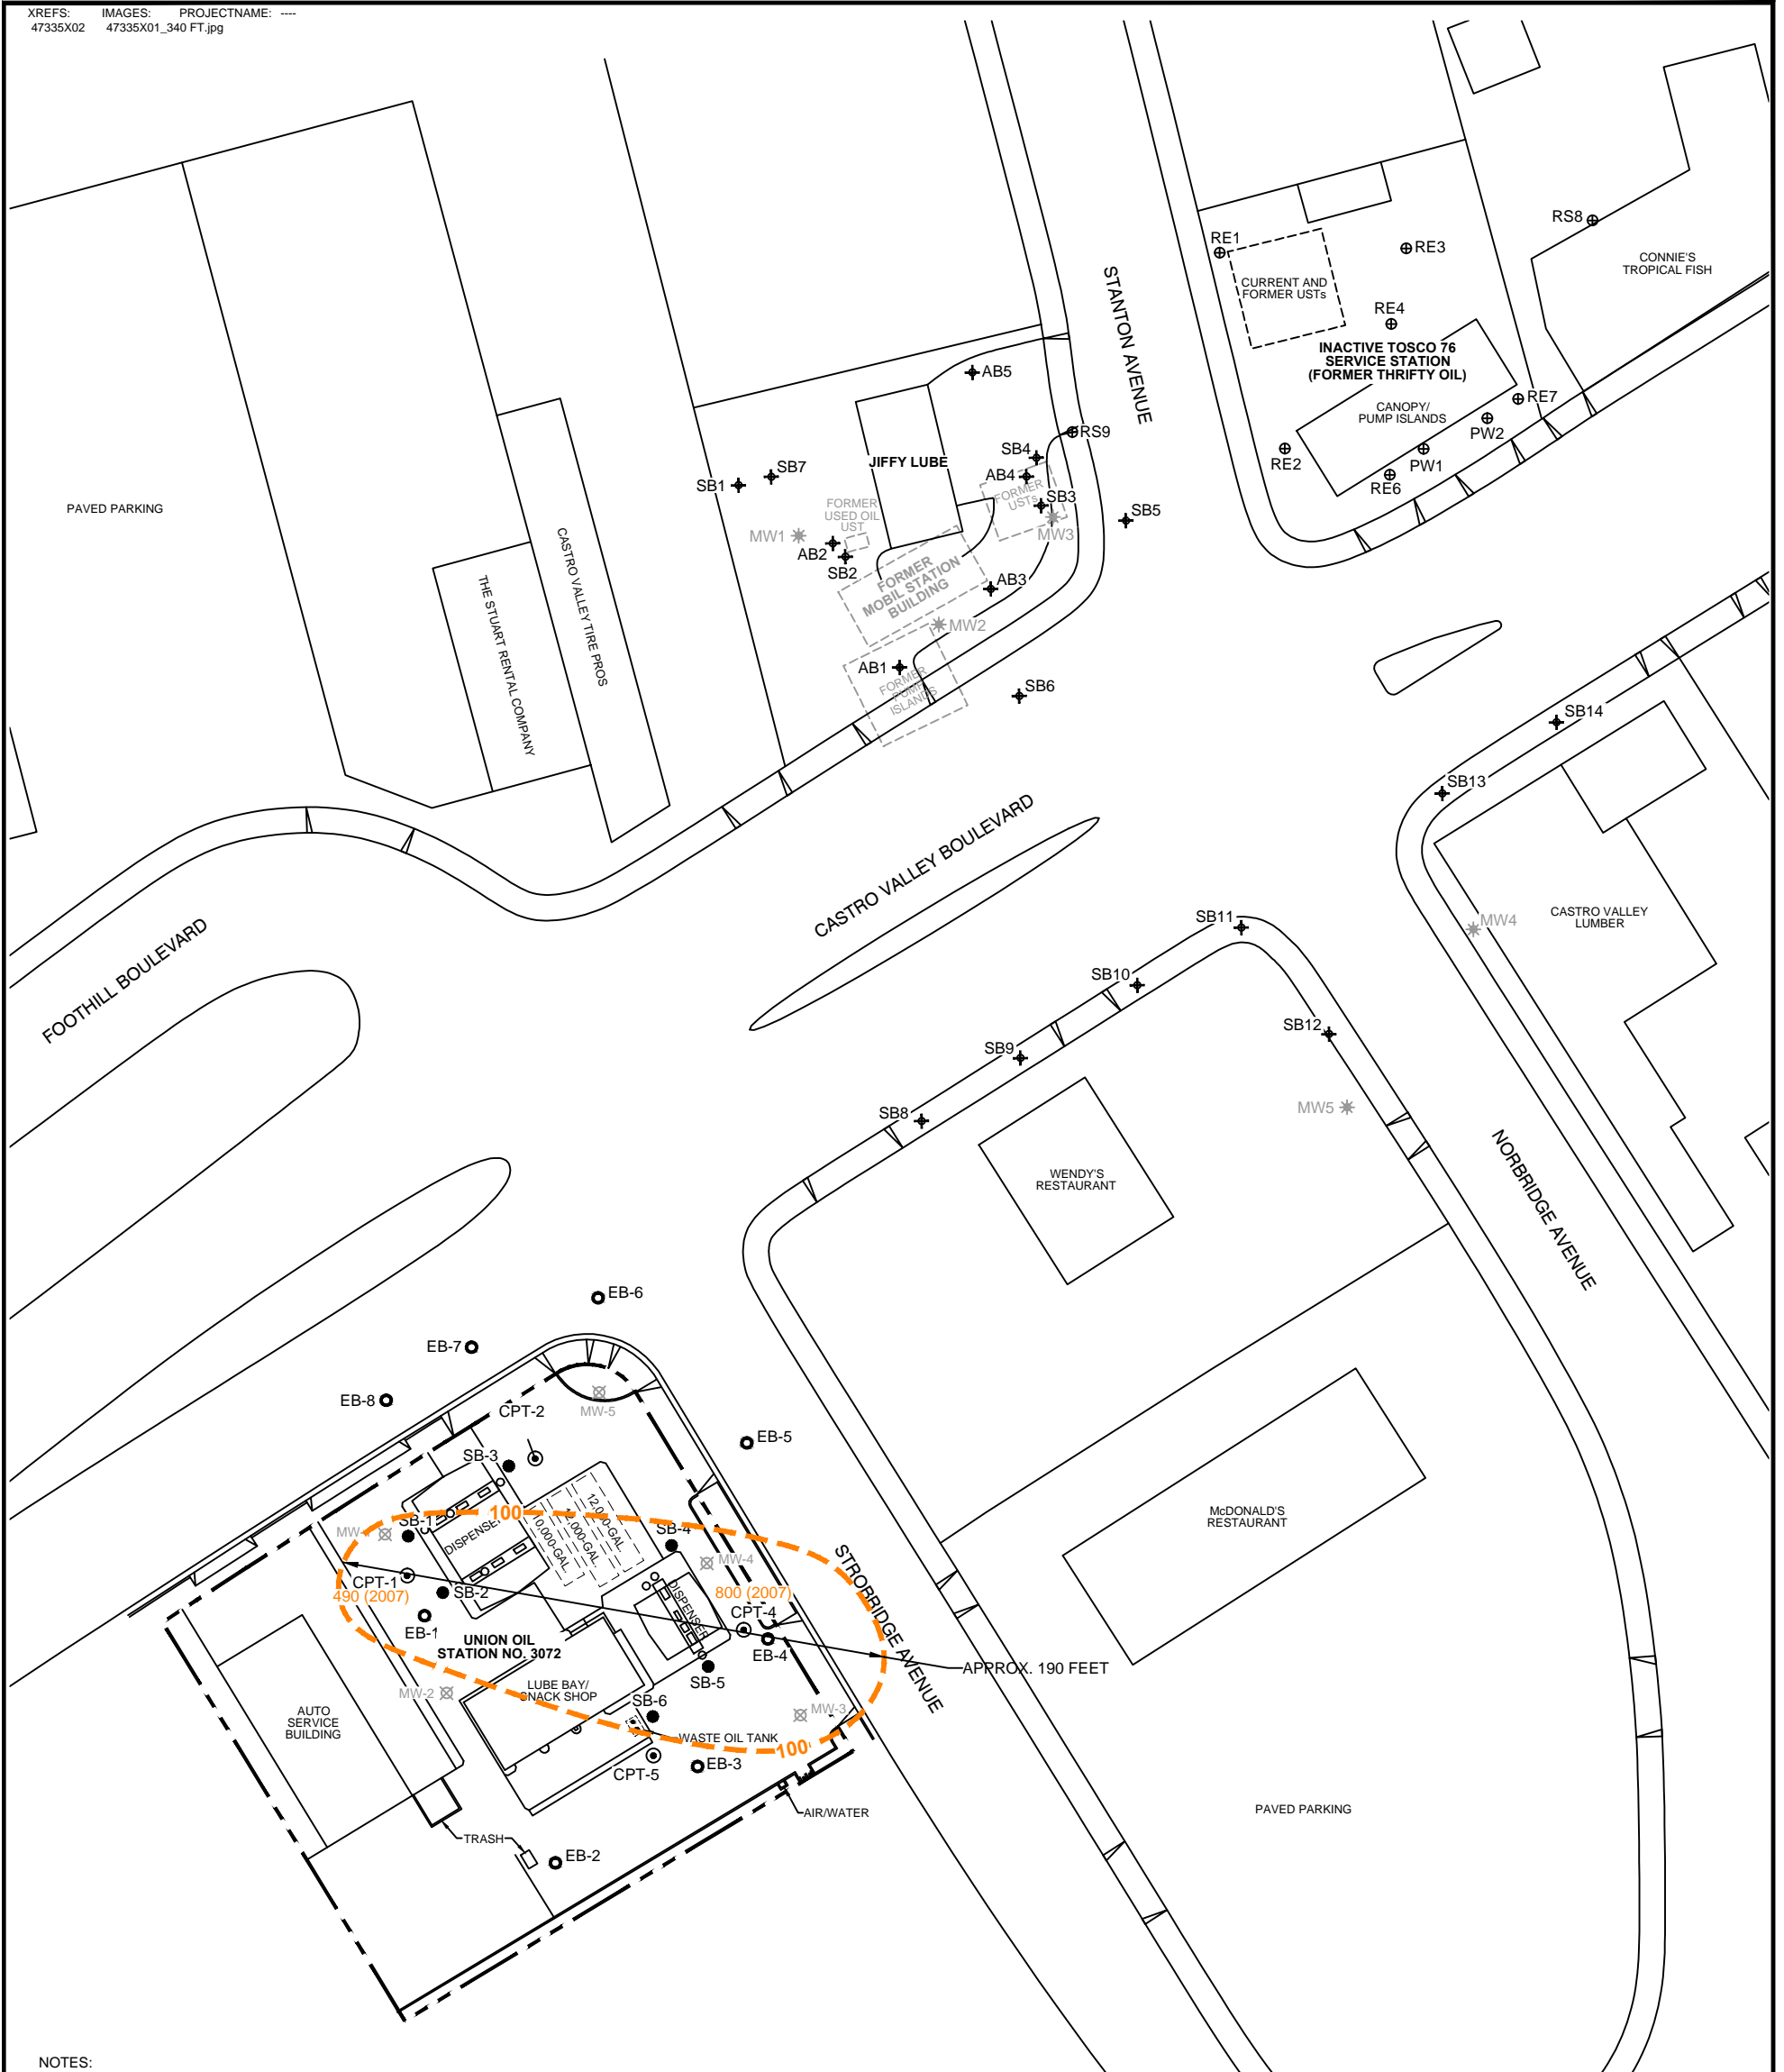 XREFS: IMAGES: PROJECTNAME: ----
47335X02 47335X01_340 FT.jpg
RS8
RE1
RE3
CONNIE'S
TROPICAL FISH
CURRENT AND
FORMER USTs
STANTON AVENUE
RE4
INACTIVE TOSCO 76
SERVICE STATION
(FORMER THRIFTY OIL)
AB5
RE7
CANOPY/
PUMP ISLANDS
PW2
RS9
SB4
JIFFY LUBE
RE2
PW1
SB7
AB4
SB1
RE6
FORMER
USTs
SB3
PAVED PARKING
FORMER
USED OIL
UST
SB5
MW1
MW3
AB2
SB2
CASTRO VALLEY TIRE PROS
THE STUART RENTAL COMPANY
FORMER
MOBIL STATION
BUILDING
AB3
MW2
AB1
FORMER
PUMP
ISLANDS
SB6
SB14
SB13
CASTRO VALLEY BOULEVARD
SB11
CASTRO VALLEY
LUMBER
MW4
FOOTHILL BOULEVARD
SB10
SB12
SB9
SB8
MW5
WENDY'S
RESTAURANT
NORBRIDGE AVENUE
EB-6
EB-7
EB-8
CPT-2
MW-5
EB-5
SB-3
McDONALD'S
RESTAURANT
100
12,000-GAL
10,000-GAL
SB-1
DISPENSER
SB-4
MW-4
STROBRIDGE AVENUE
CPT-1
490 (2007)
SB-2
800 (2007)
DISPENSER
CPT-4
EB-1
UNION OIL
STATION NO. 3072
EB-4
APPROX. 190 FEET
SB-5
MW-2
LUBE BAY/
SNACK SHOP
SB-6
MW-3
AUTO
SERVICE
BUILDING
WASTE OIL TANK
100
EB-3
CPT-5
AIR/WATER
PAVED PARKING
TRASH
EB-2
NOTES: